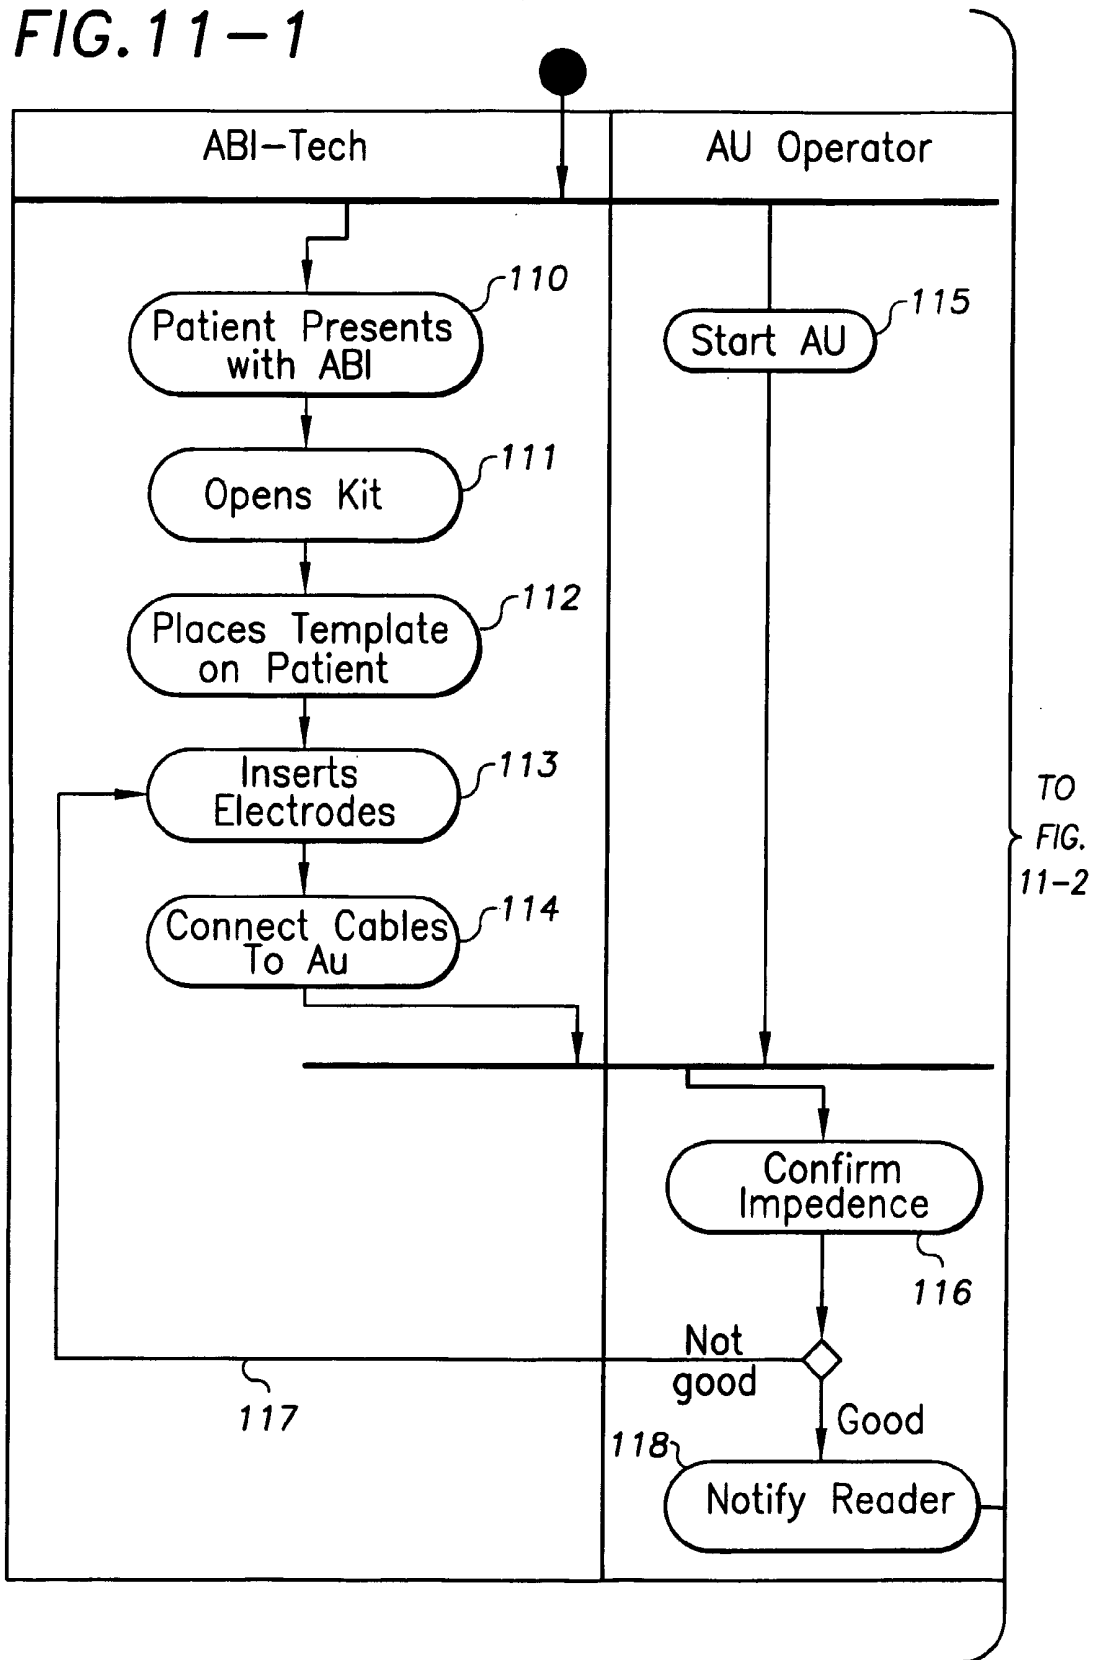 FIG. 11-1
ABI-Tech
AU Operator
110
Patient Presents
with ABI
115
Start AU
111
Opens Kit
112
Places Template
on Patient
113
Inserts
Electrodes
114
Connect Cables
To Au
TO
FIG.
11-2
Confirm
Impedence
116
Not
good
117
Good
118
Notify Reader